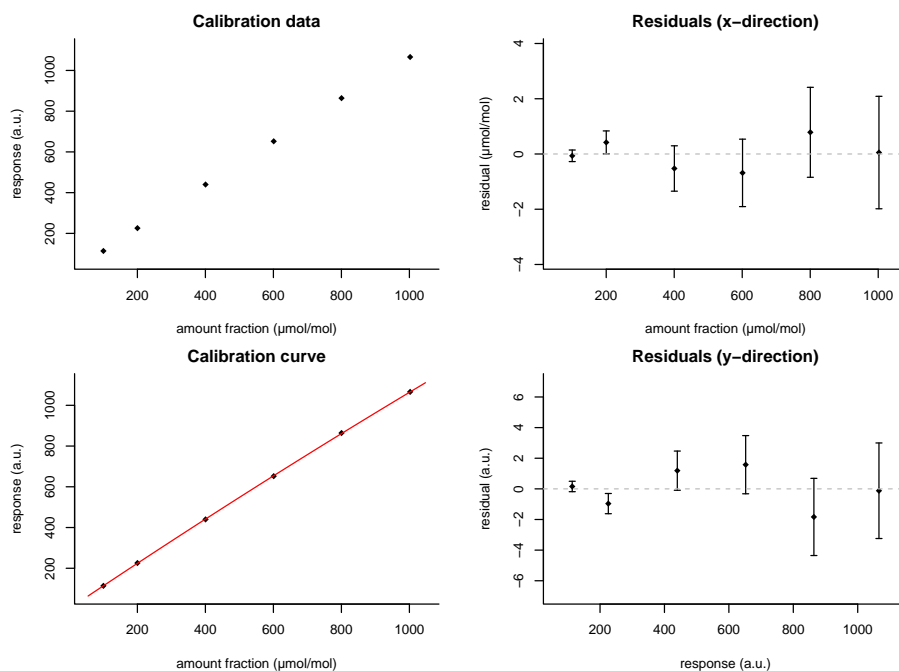 Calibration data
response (a.u.)
1000
800
600
400
200
200 400 600 800 1000
amount fraction (μmol/mol)
Residuals (x−direction)
residual (μmol/mol)
4
2
0
−2
−4
200 400 600 800 1000
amount fraction (μmol/mol)
Calibration curve
response (a.u.)
1000
800
600
400
200
200 400 600 800 1000
amount fraction (μmol/mol)
Residuals (y−direction)
residual (a.u.)
6
4
2
0
−2
−4
−6
200 400 600 800 1000
response (a.u.)